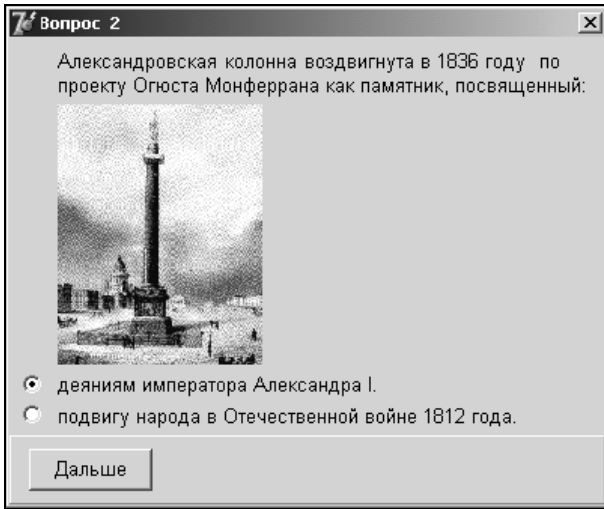 Вопрос 2
Александровская колонна воздвигнута в 1836 году по
проекту Огюста Монферрана как памятник, посвященный:
деяниям императора Александра I.
подвигу народа в Отечественной войне 1812 года.
Дальше